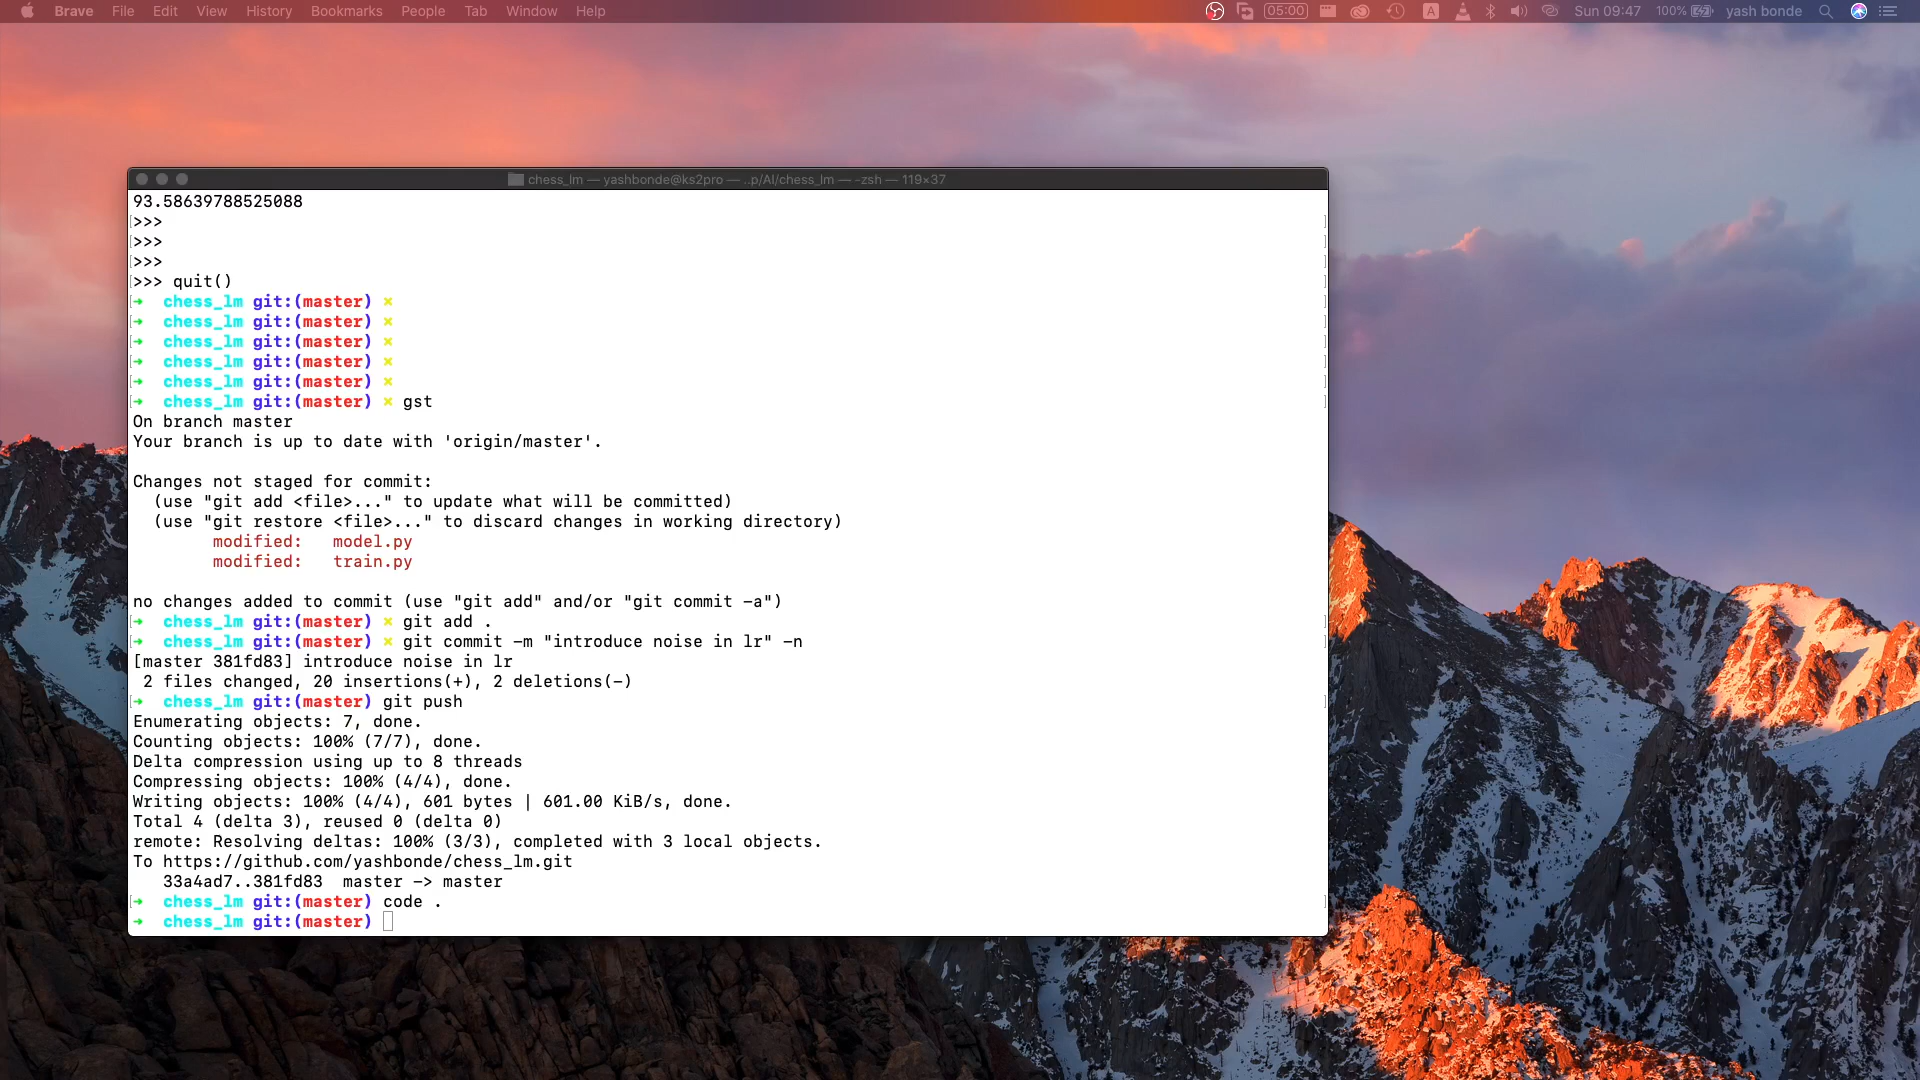 Brave File Edit View History Bookmarks People Tab Window Help 05:00 A Sun 09:47 100% yash bonde
chess_lm — yashbonde@ks2pro — ..p/AI/chess_lm — -zsh — 119×37
93.58639788525088
[>>>
[>>>
[>>>
[>>> quit()
[➜  chess_lm git:(master) ✗
[➜  chess_lm git:(master) ✗
[➜  chess_lm git:(master) ✗
[➜  chess_lm git:(master) ✗
[➜  chess_lm git:(master) ✗
[➜  chess_lm git:(master) ✗ gst
On branch master
Your branch is up to date with 'origin/master'.
Changes not staged for commit:
  (use "git add <file>..." to update what will be committed)
  (use "git restore <file>..." to discard changes in working directory)
        modified:   model.py
        modified:   train.py
no changes added to commit (use "git add" and/or "git commit -a")
[➜  chess_lm git:(master) ✗ git add .
[➜  chess_lm git:(master) ✗ git commit -m "introduce noise in lr" -n
[master 381fd83] introduce noise in lr
 2 files changed, 20 insertions(+), 2 deletions(-)
[➜  chess_lm git:(master) git push
Enumerating objects: 7, done.
Counting objects: 100% (7/7), done.
Delta compression using up to 8 threads
Compressing objects: 100% (4/4), done.
Writing objects: 100% (4/4), 601 bytes | 601.00 KiB/s, done.
Total 4 (delta 3), reused 0 (delta 0)
remote: Resolving deltas: 100% (3/3), completed with 3 local objects.
To https://github.com/yashbonde/chess_lm.git
   33a4ad7..381fd83  master -> master
[➜  chess_lm git:(master) code .
➜  chess_lm git:(master)